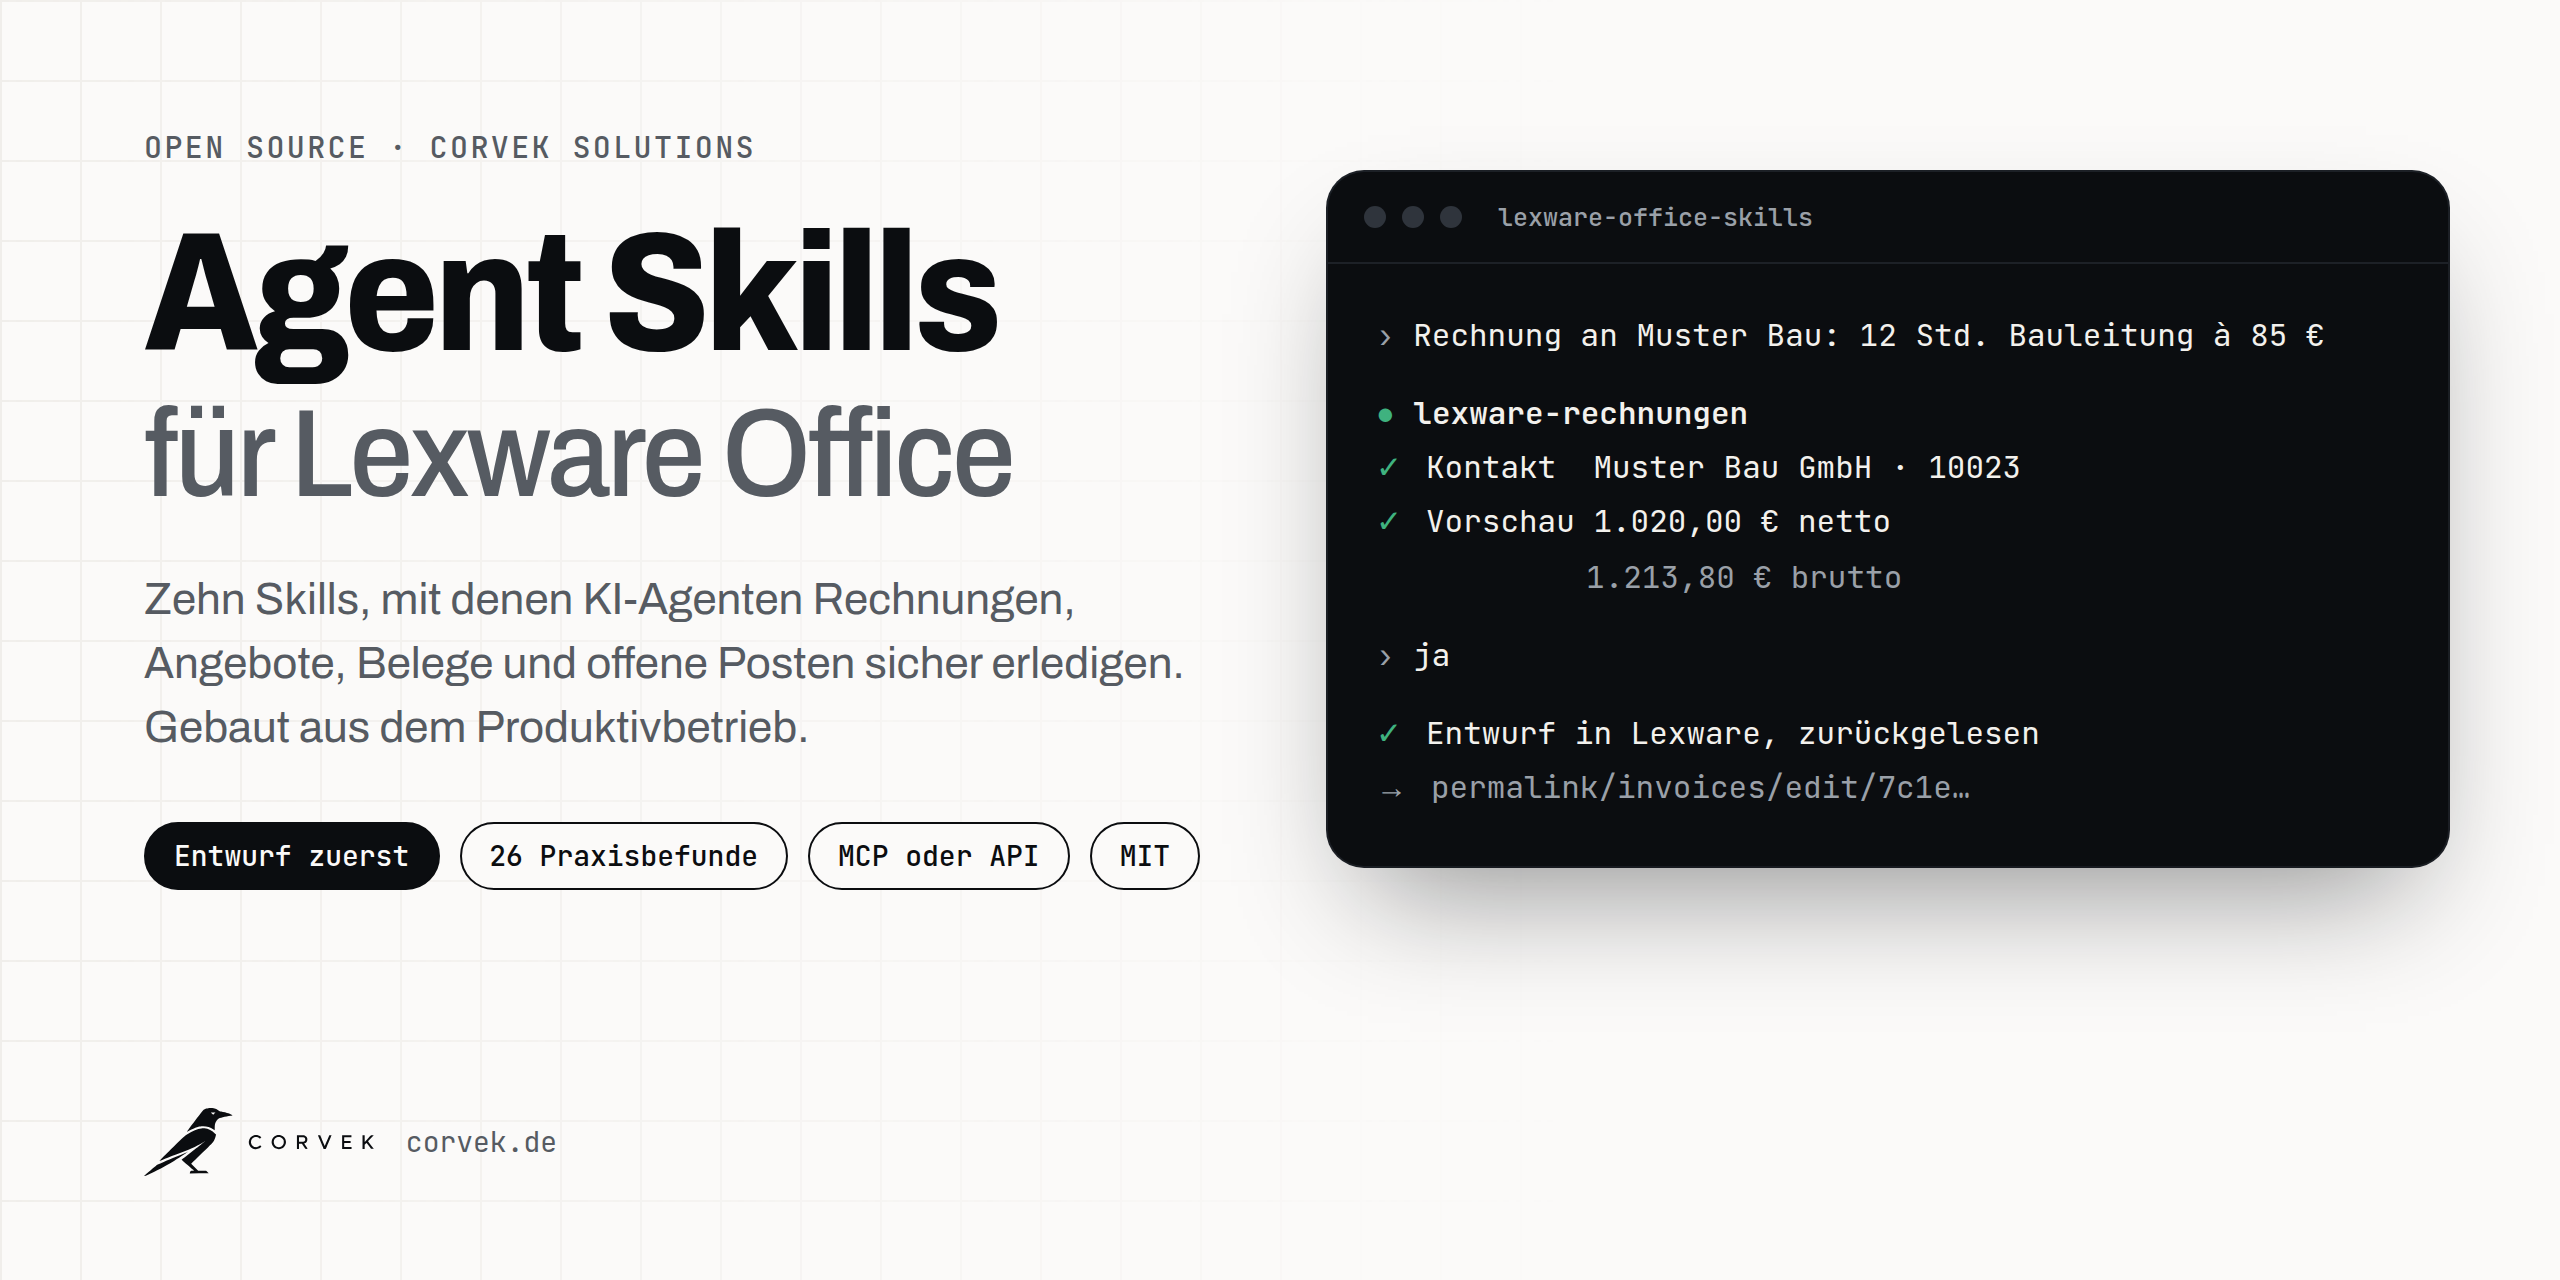 OPEN SOURCE · CORVEK SOLUTIONS
Agent Skills
für Lexware Office
Zehn Skills, mit denen KI-Agenten Rechnungen,
Angebote, Belege und offene Posten sicher erledigen.
Gebaut aus dem Produktivbetrieb.
Entwurf zuerst
26 Praxisbefunde
MCP oder API
MIT
CORVEK corvek.de
lexware-office-skills
› Rechnung an Muster Bau: 12 Std. Bauleitung à 85 €
● lexware-rechnungen
✓ Kontakt Muster Bau GmbH · 10023
✓ Vorschau 1.020,00 € netto
1.213,80 € brutto
› ja
✓ Entwurf in Lexware, zurückgelesen
→ permalink/invoices/edit/7c1e…